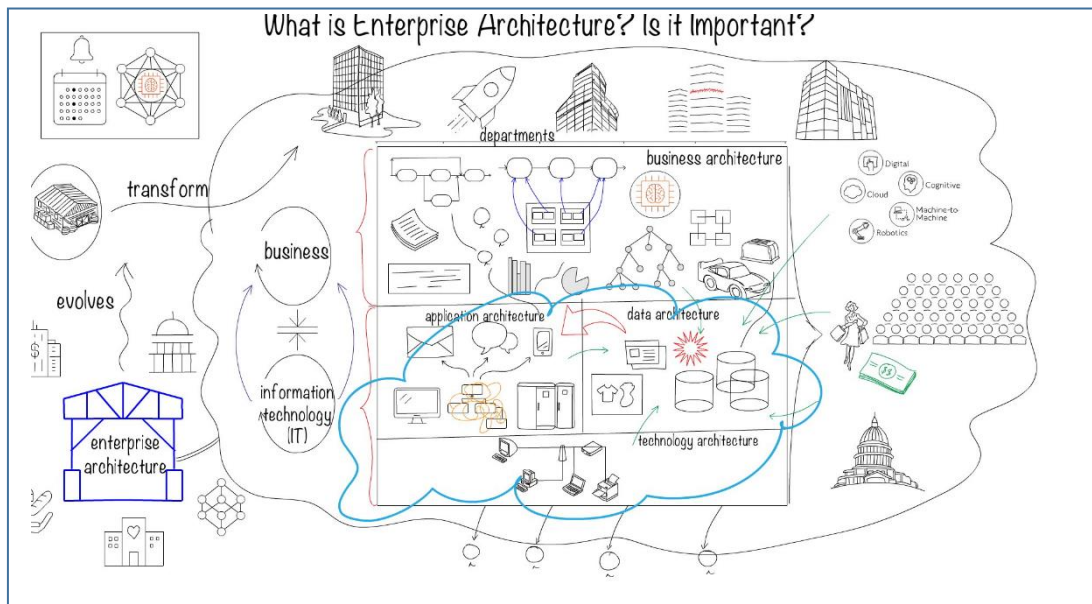 What is Enterprise Architecture? Is it Important?
departments
business architecture
transform
Digital
Cognitive
Cloud
Machine-to
Machine
Robotics
business
evolves
application architecture
data architecture
information
technology
(IT)
enterprise
architecture
technology architecture
$$